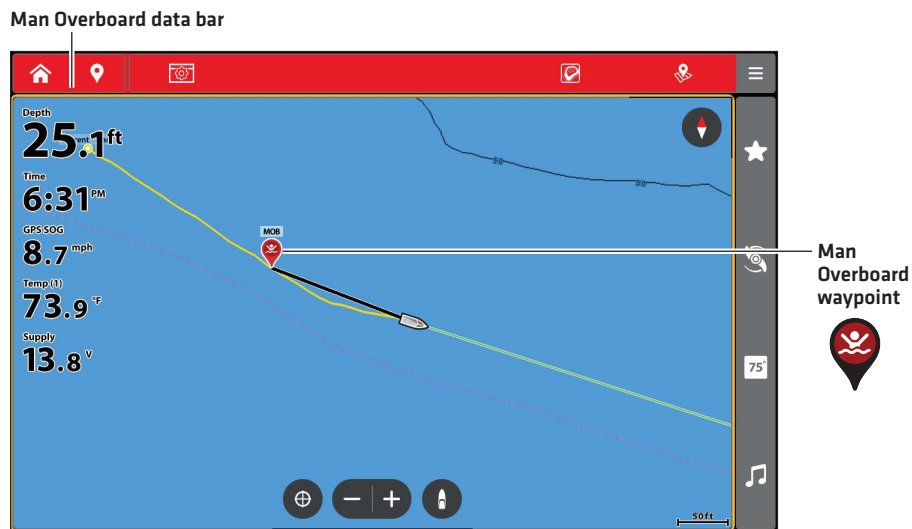 Man Overboard data bar
Depth
25.1ft
Time
6:31PM
GPS SOG
8.7mph
Temp (1)
73.9°F
Supply
13.8V
MOB
50
50
75°
50ft
Man
Overboard
waypoint